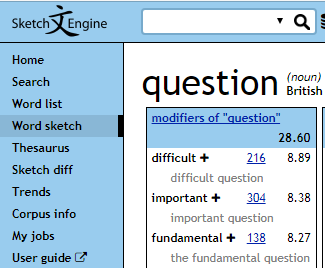 Sketch 文 Engine
Home
Search
Word list
Word sketch
Thesaurus
Sketch diff
Trends
Corpus info
My jobs
User guide
question (noun)
British
modifiers of "question"
28.60
difficult + 216 8.89
difficult question
important + 304 8.38
important question
fundamental + 138 8.27
the fundamental question